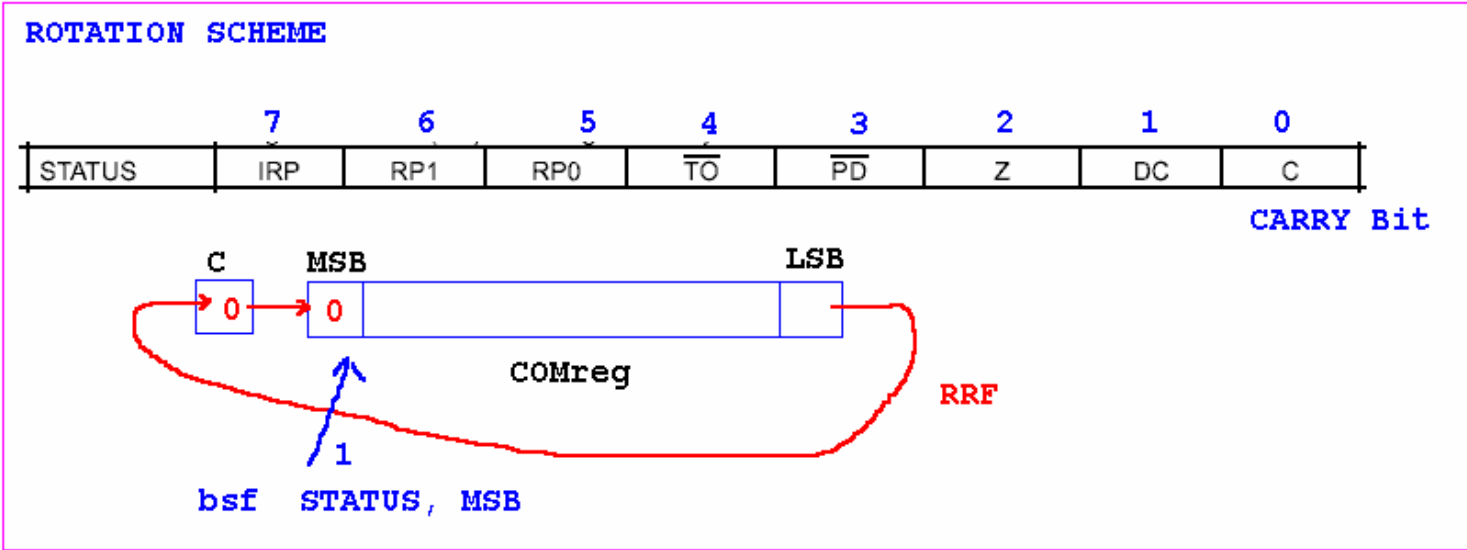 ROTATION SCHEME
7 6 5 4 3 2 1 0
STATUS IRP RP1 RP0 TO PD Z DC C
CARRY Bit
C MSB LSB
0 0
COMreg
RRF
1
bsf STATUS, MSB